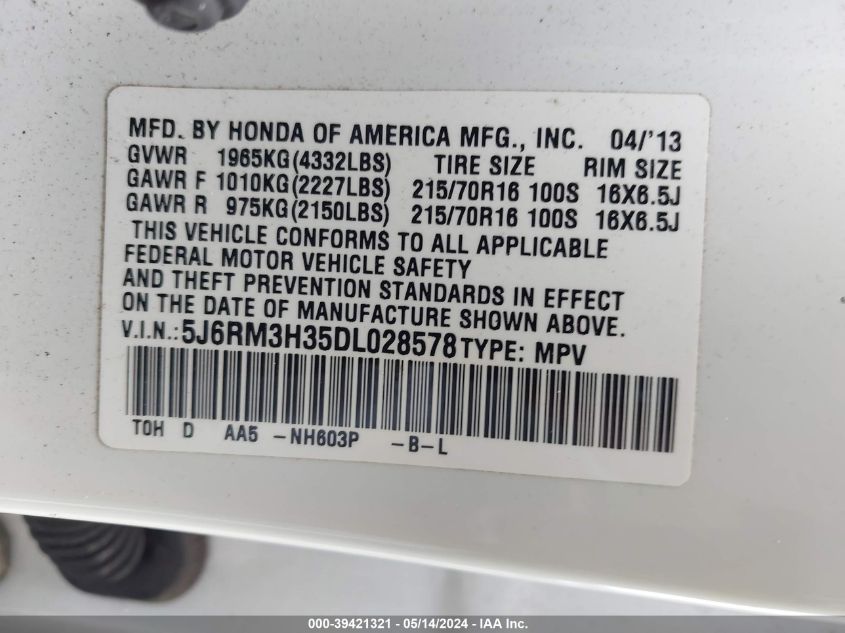 MFD. BY HONDA OF AMERICA MFG., INC. 04/'13
GVWR 1965KG(4332LBS) TIRE SIZE RIM SIZE
GAWR F 1010KG(2227LBS) 215/70R16 100S 16X6.5J
GAWR R 975KG(2150LBS) 215/70R16 100S 16X6.5J
THIS VEHICLE CONFORMS TO ALL APPLICABLE
FEDERAL MOTOR VEHICLE SAFETY
AND THEFT PREVENTION STANDARDS IN EFFECT
ON THE DATE OF MANUFACTURE SHOWN ABOVE.
V.I.N.: 5J6RM3H35DL028578 TYPE: MPV
TOH D AA5 -NH603P -B-L
000-39421321 - 05/14/2024 - IAA Inc.